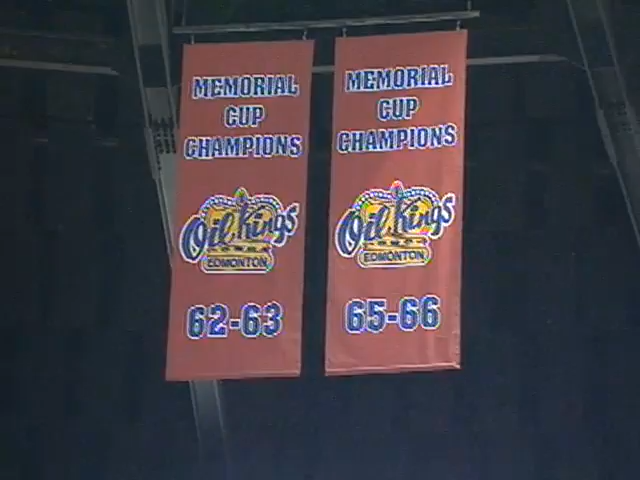 MEMORIAL
CUP
CHAMPIONS
Oil Kings
EDMONTON
62-63
MEMORIAL
CUP
CHAMPIONS
Oil Kings
EDMONTON
65-66